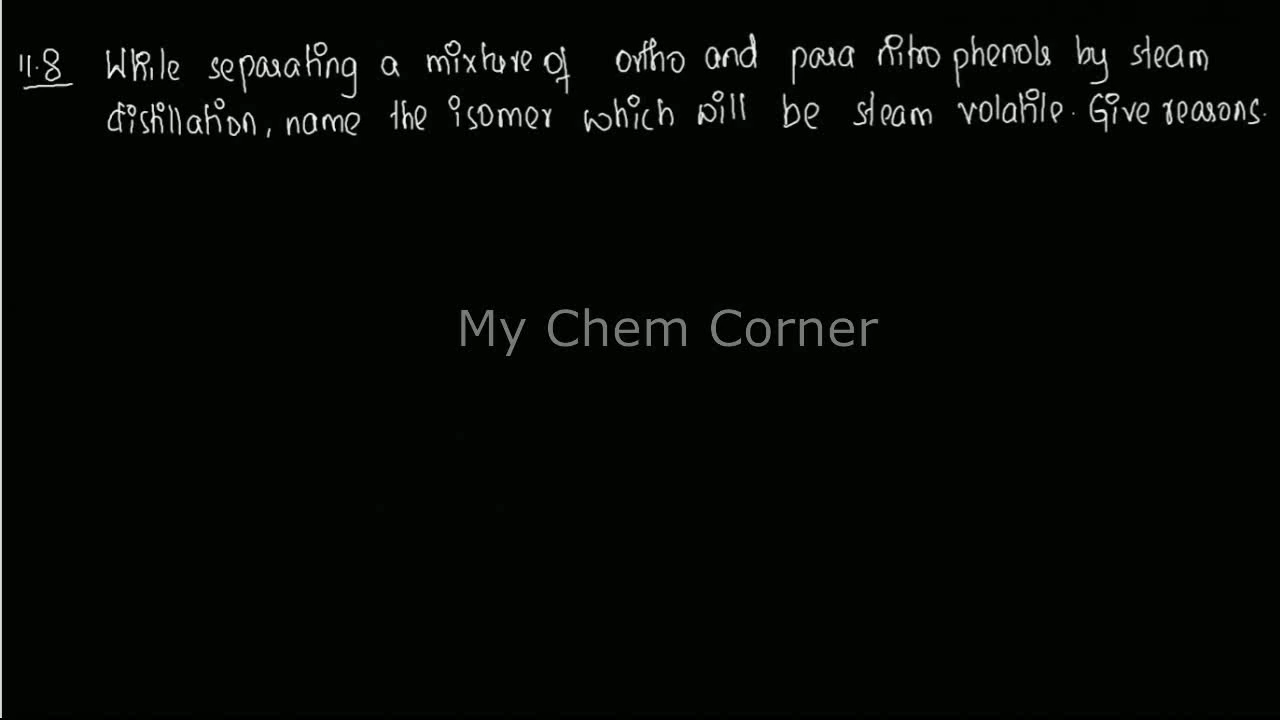 11.8 While separating a mixture of ortho and para nitro phenols by steam
distillation, name the isomer which will be steam volatile. Give reasons.
My Chem Corner